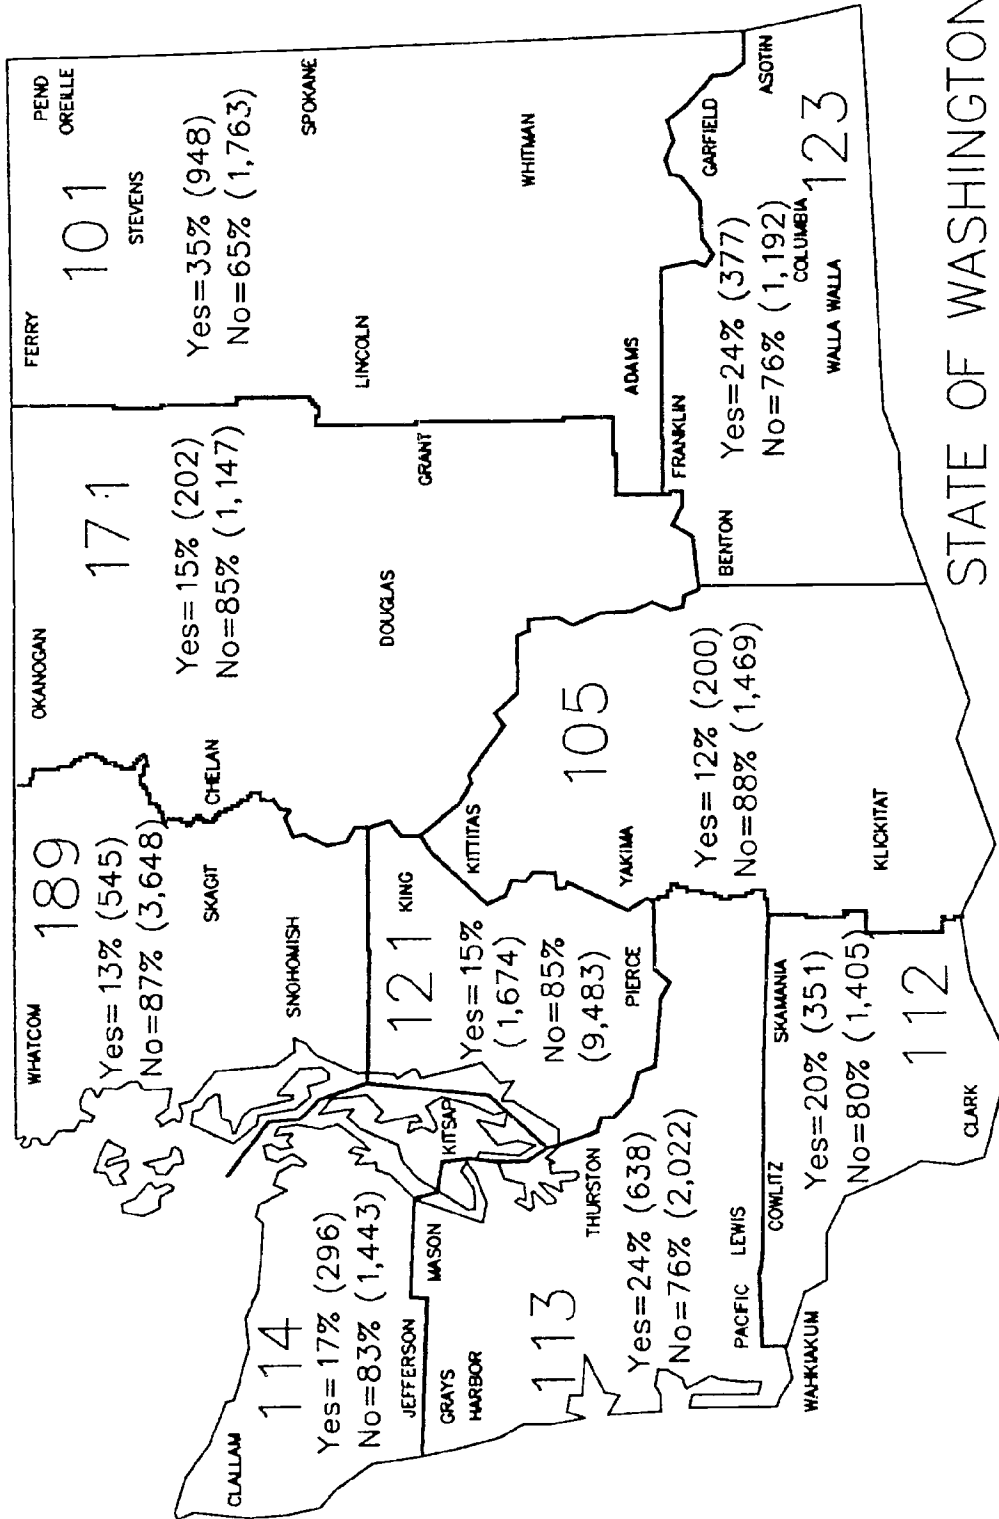 WHATCOM
189
Yes=13% (545)
No=87% (3,648)
SKAGIT
SNOHOMISH
OKANOGAN
CHELAN
171
Yes=15% (202)
No=85% (1,147)
DOUGLAS
GRANT
FERRY
PEND
OREILLE
101
STEVENS
Yes=35% (948)
No=65% (1,763)
LINCOLN
SPOKANE
ADAMS
WHITMAN
CLALLAM
114
Yes=17% (296)
No=83% (1,443)
JEFFERSON
KITSAP
121
KING
Yes=15%
(1,674)
No=85%
(9,483)
PIERCE
KITTITAS
105
YAKIMA
Yes=12% (200)
No=88% (1,469)
KLICKITAT
GRAYS
HARBOR
MASON
113
THURSTON
Yes=24% (638)
No=76% (2,022)
PACIFIC
LEWIS
WAHKIAKUM
COWLITZ
SKAMANIA
Yes=20% (351)
No=80% (1,405)
112
CLARK
FRANKLIN
BENTON
GARFIELD
Yes=24% (377)
No=76% (1,192)
COLUMBIA
ASOTIN
WALLA WALLA
123
STATE OF WASHINGTON